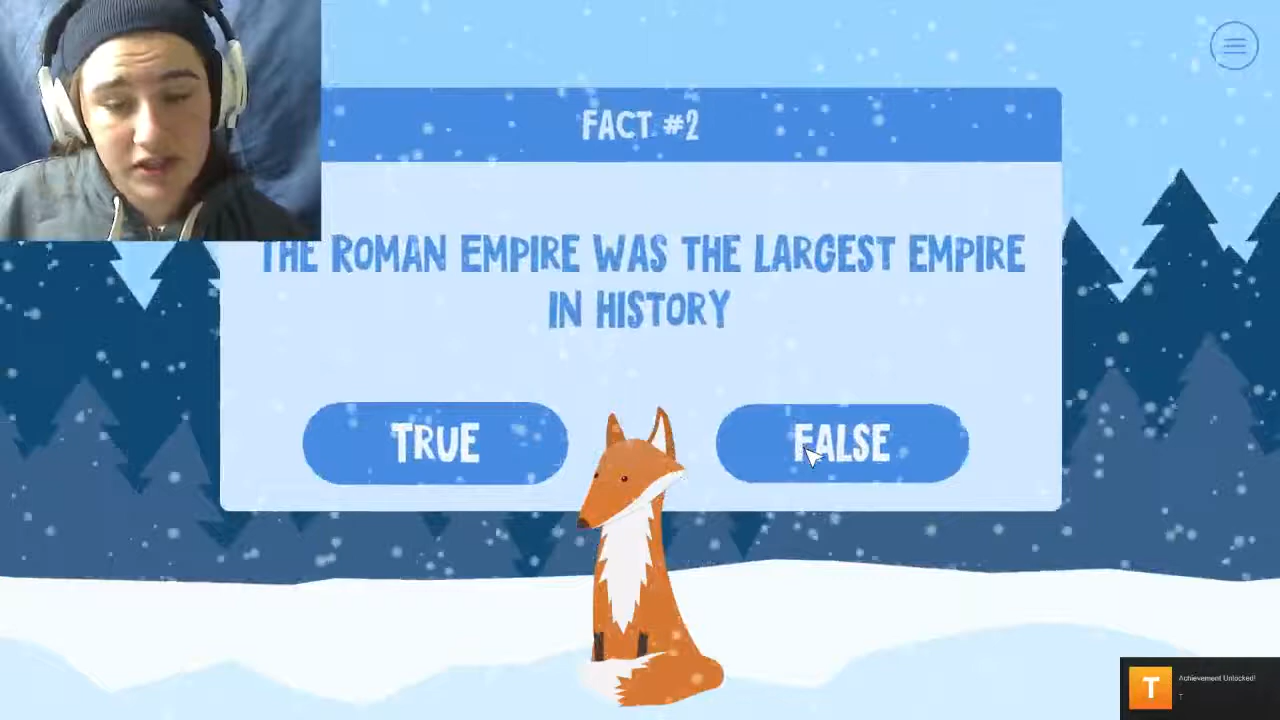 FACT #2
THE ROMAN EMPIRE WAS THE LARGEST EMPIRE
IN HISTORY
TRUE
FALSE
T
Achievement Unlocked!
T